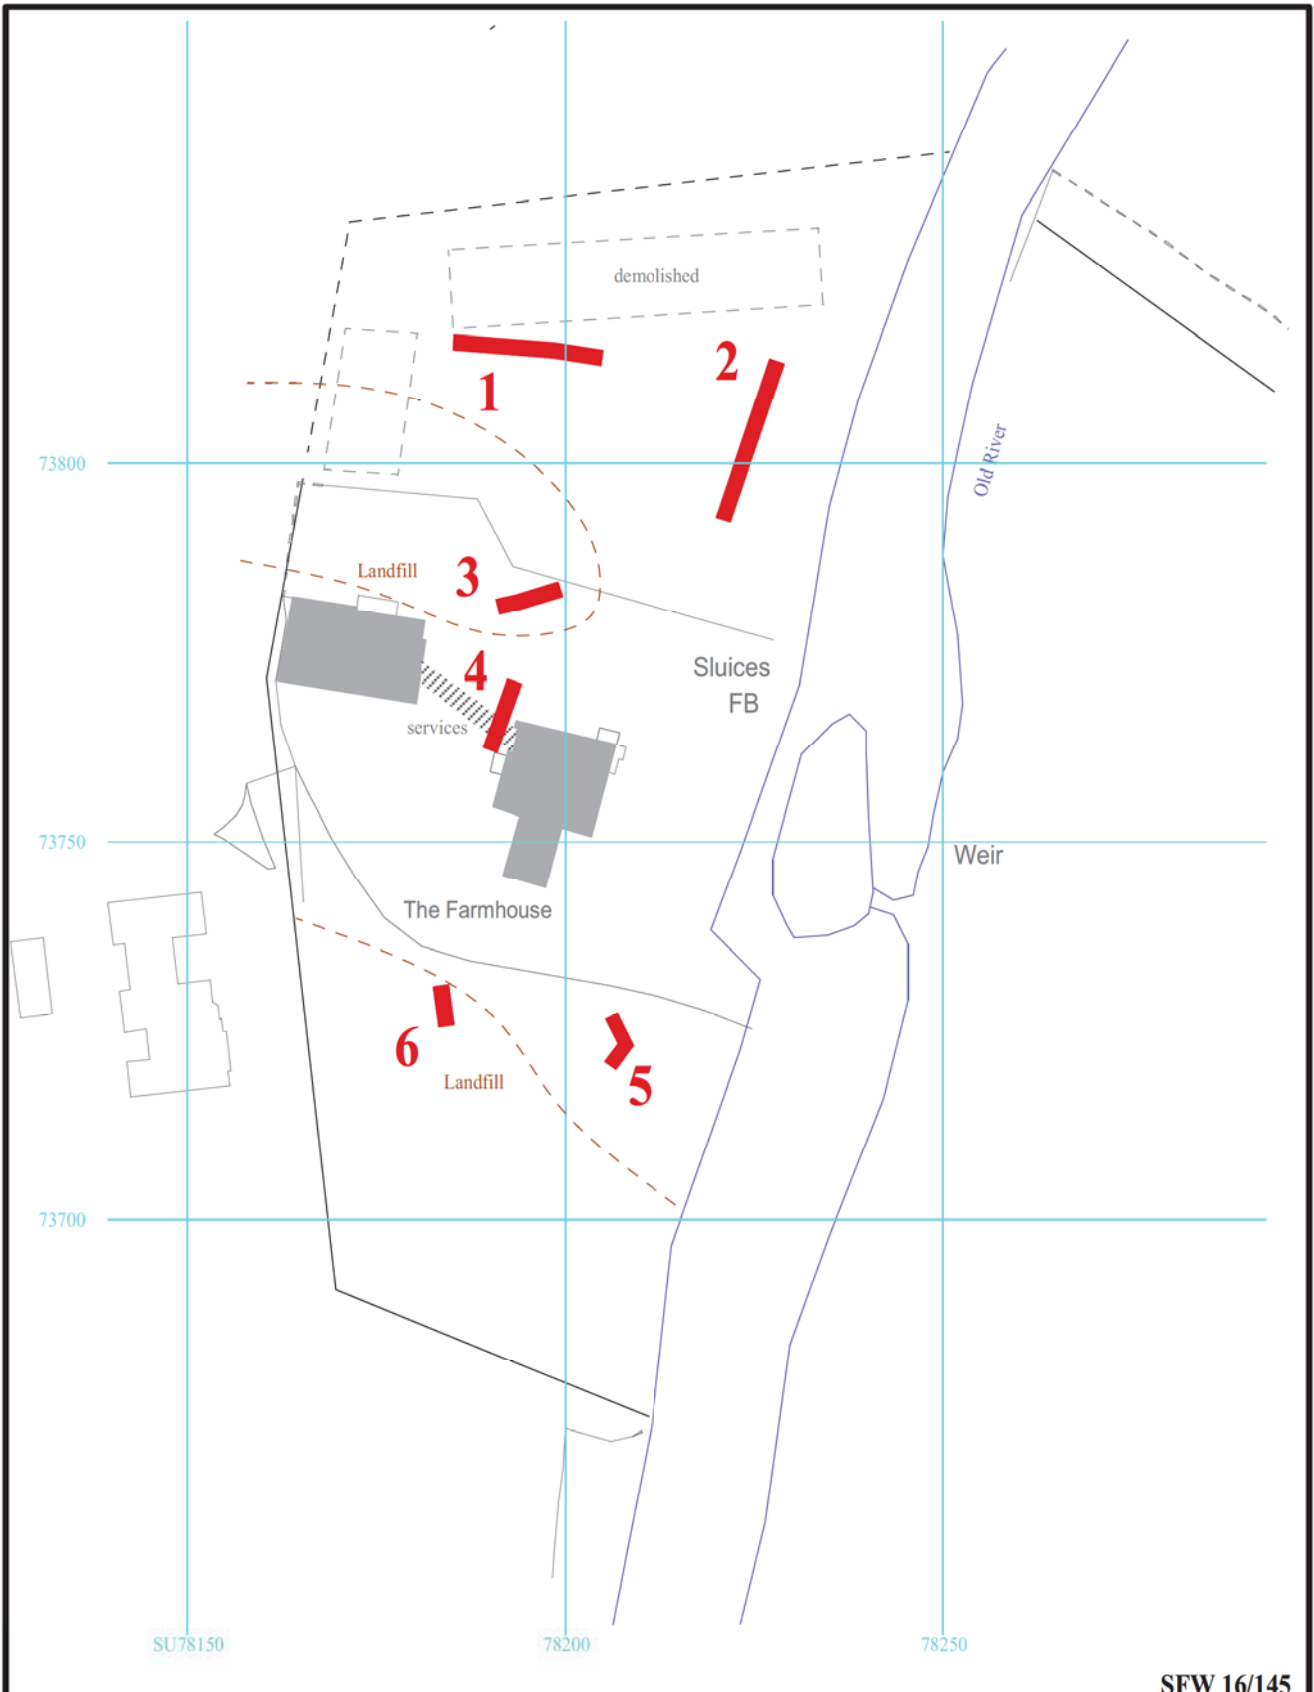 demolished
2
1
73800
Old River
Landfill
3
Sluices
FB
4
services
73750
Weir
The Farmhouse
6
Landfill
5
73700
SU78150
78200
78250
SFW 16/145